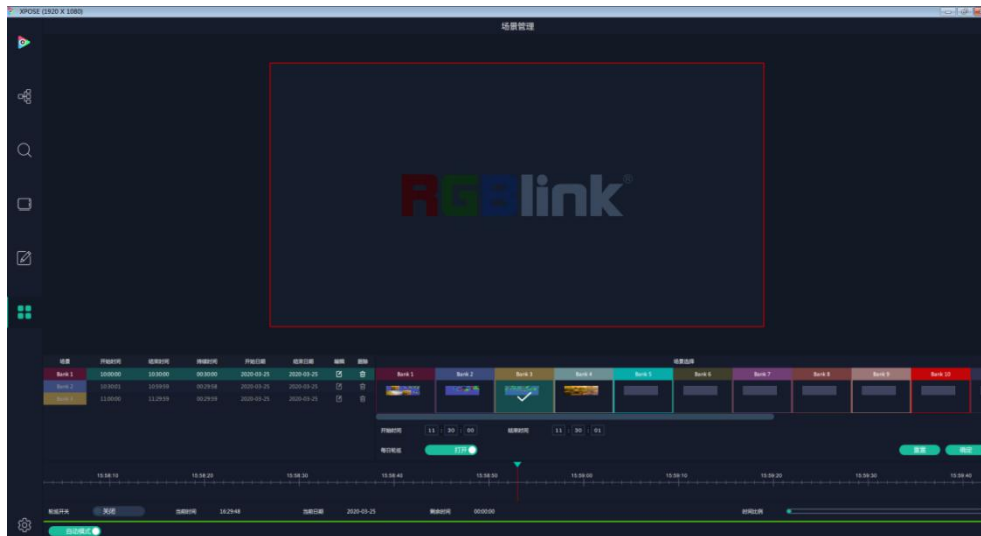 XPOSE (1920 X 1080)
场景管理
RGBlink®
场景 开始时间 结束时间 持续时间 开始日期 结束日期 编辑 删除 场景选择
Bank 1 10:00:00 10:30:00 00:30:00 2020-03-25 2020-03-25
Bank 2 10:30:01 10:59:59 00:29:58 2020-03-25 2020-03-25
Bank 3 11:00:00 11:29:59 00:29:59 2020-03-25 2020-03-25
Bank 1 Bank 2 Bank 3 Bank 4 Bank 5 Bank 6 Bank 7 Bank 8 Bank 9 Bank 10
开始时间 11 : 30 : 00 结束时间 11 : 30 : 01
每日轮巡 打开 重置 确定
15:58:10 15:58:20 15:58:30 15:58:40 15:58:50 15:59:00 15:59:10 15:59:20 15:59:30 15:59:40
轮巡开关 关闭 当前时间 10:29:48 当前日期 2020-03-25 剩余时间 00:00:00 时间比例
自动模式